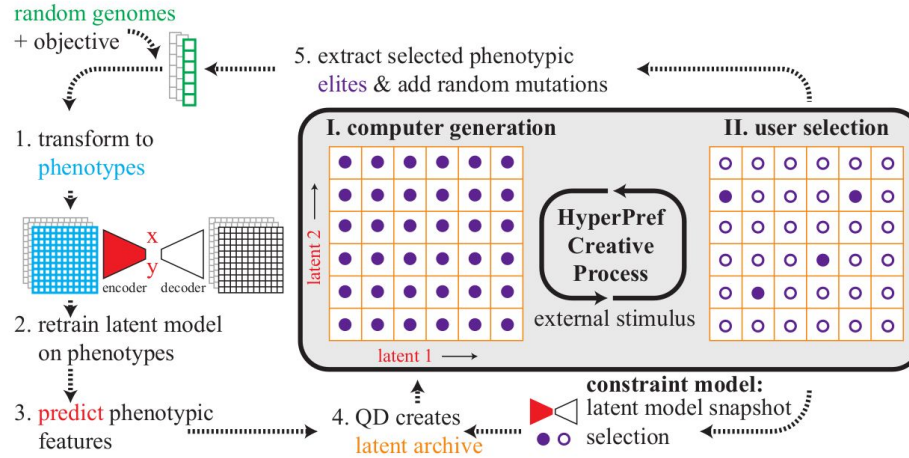 random genomes
+ objective
5. extract selected phenotypic
elites & add random mutations
1. transform to
phenotypes
x
y
encoder
decoder
2. retrain latent model
on phenotypes
3. predict phenotypic
features
4. QD creates
latent archive
I. computer generation
latent 2
latent 1
HyperPref
Creative
Process
external stimulus
II. user selection
constraint model:
latent model snapshot
selection